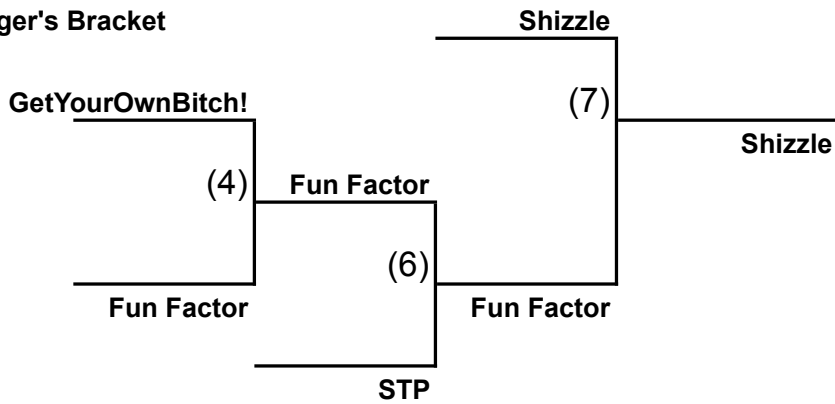 ger's Bracket
Shizzle
GetYourOwnBitch!
(7)
Shizzle
(4)
Fun Factor
(6)
Fun Factor
Fun Factor
STP